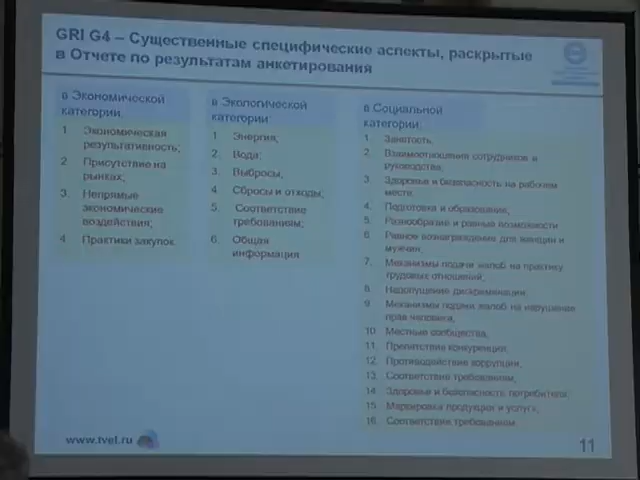 GRI G4 – Существенные специфические аспекты, раскрытые
в Отчете по результатам анкетирования
в Экономической
категории:
1 Экономическая
результативность;
2 Присутствие на
рынках;
3. Непрямые
экономические
воздействия;
4 Практики закупок.
в Экологической
категории:
1 Энергия;
2. Вода;
3. Выбросы;
4 Сбросы и отходы;
5. Соответствие
требованиям;
6. Общая
информация
в Социальной
категории:
1. Занятость;
2. Взаимоотношения сотрудников и
руководства;
3. Здоровье и безопасность на рабочем
месте;
4. Подготовка и образование;
5 Разнообразие и равные возможности
6 Равное вознаграждение для женщин и
мужчин;
7. Механизмы подачи жалоб на практику
трудовых отношений;
8. Недопущение дискриминации
9 Механизмы подачи жалоб на нарушение
прав человека;
10 Местные сообщества;
11. Препятствие конкуренции;
12. Противодействие коррупции;
13. Соответствие требованиям;
14. Здоровье и безопасность потребителя;
15. Маркировка продукции и услуг;
16. Соответствие требованиям
www.tvel.ru
11